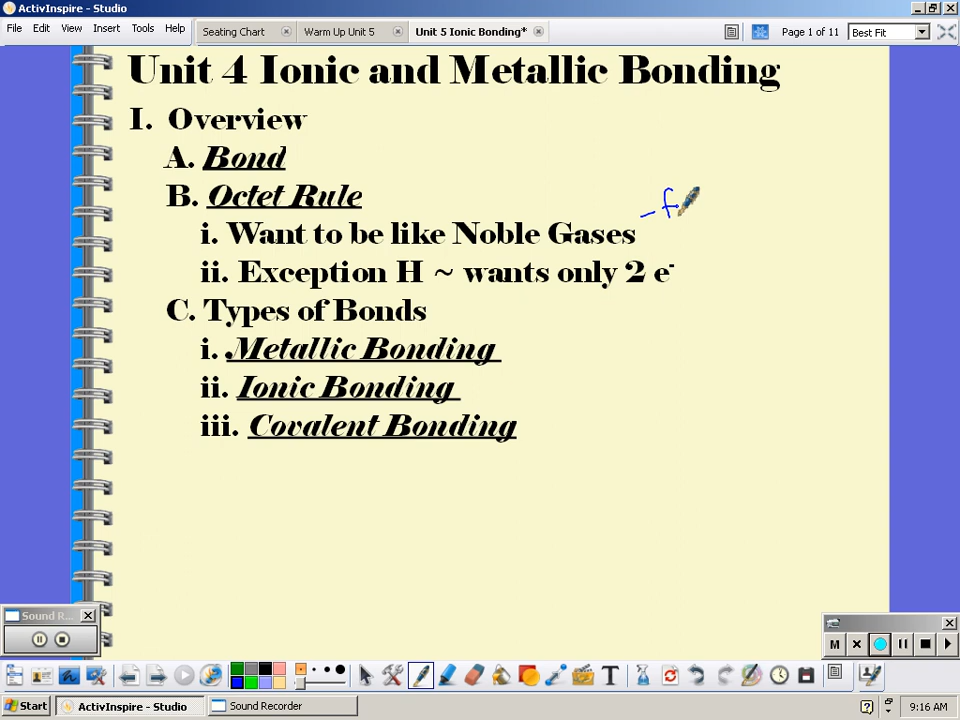 ActivInspire - Studio
File Edit View Insert Tools Help Seating Chart Warm Up Unit 5 Unit 5 Ionic Bonding* Page 1 of 11 Best Fit
Unit 4 Ionic and Metallic Bonding
I. Overview
A. Bond
B. Octet Rule
- f
i. Want to be like Noble Gases
ii. Exception H ~ wants only 2 e-
C. Types of Bonds
i. Metallic Bonding
ii. Ionic Bonding
iii. Covalent Bonding
Sound R...
M
Start ActivInspire - Studio Sound Recorder 9:16 AM